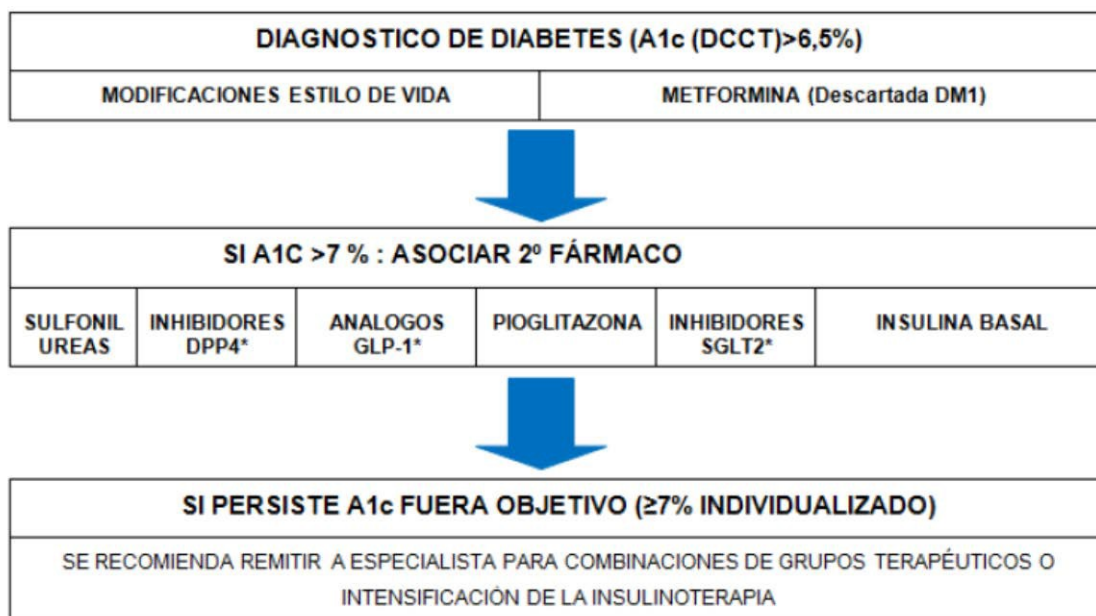 DIAGNOSTICO DE DIABETES (A1c (DCCT)>6,5%)
MODIFICACIONES ESTILO DE VIDA
METFORMINA (Descartada DM1)
SI A1C >7 % : ASOCIAR 2º FÁRMACO
SULFONIL
UREAS
INHIBIDORES
DPP4*
ANALOGOS
GLP-1*
PIOGLITAZONA
INHIBIDORES
SGLT2*
INSULINA BASAL
SI PERSISTE A1c FUERA OBJETIVO (≥7% INDIVIDUALIZADO)
SE RECOMIENDA REMITIR A ESPECIALISTA PARA COMBINACIONES DE GRUPOS TERAPÉUTICOS O
INTENSIFICACIÓN DE LA INSULINOTERAPIA